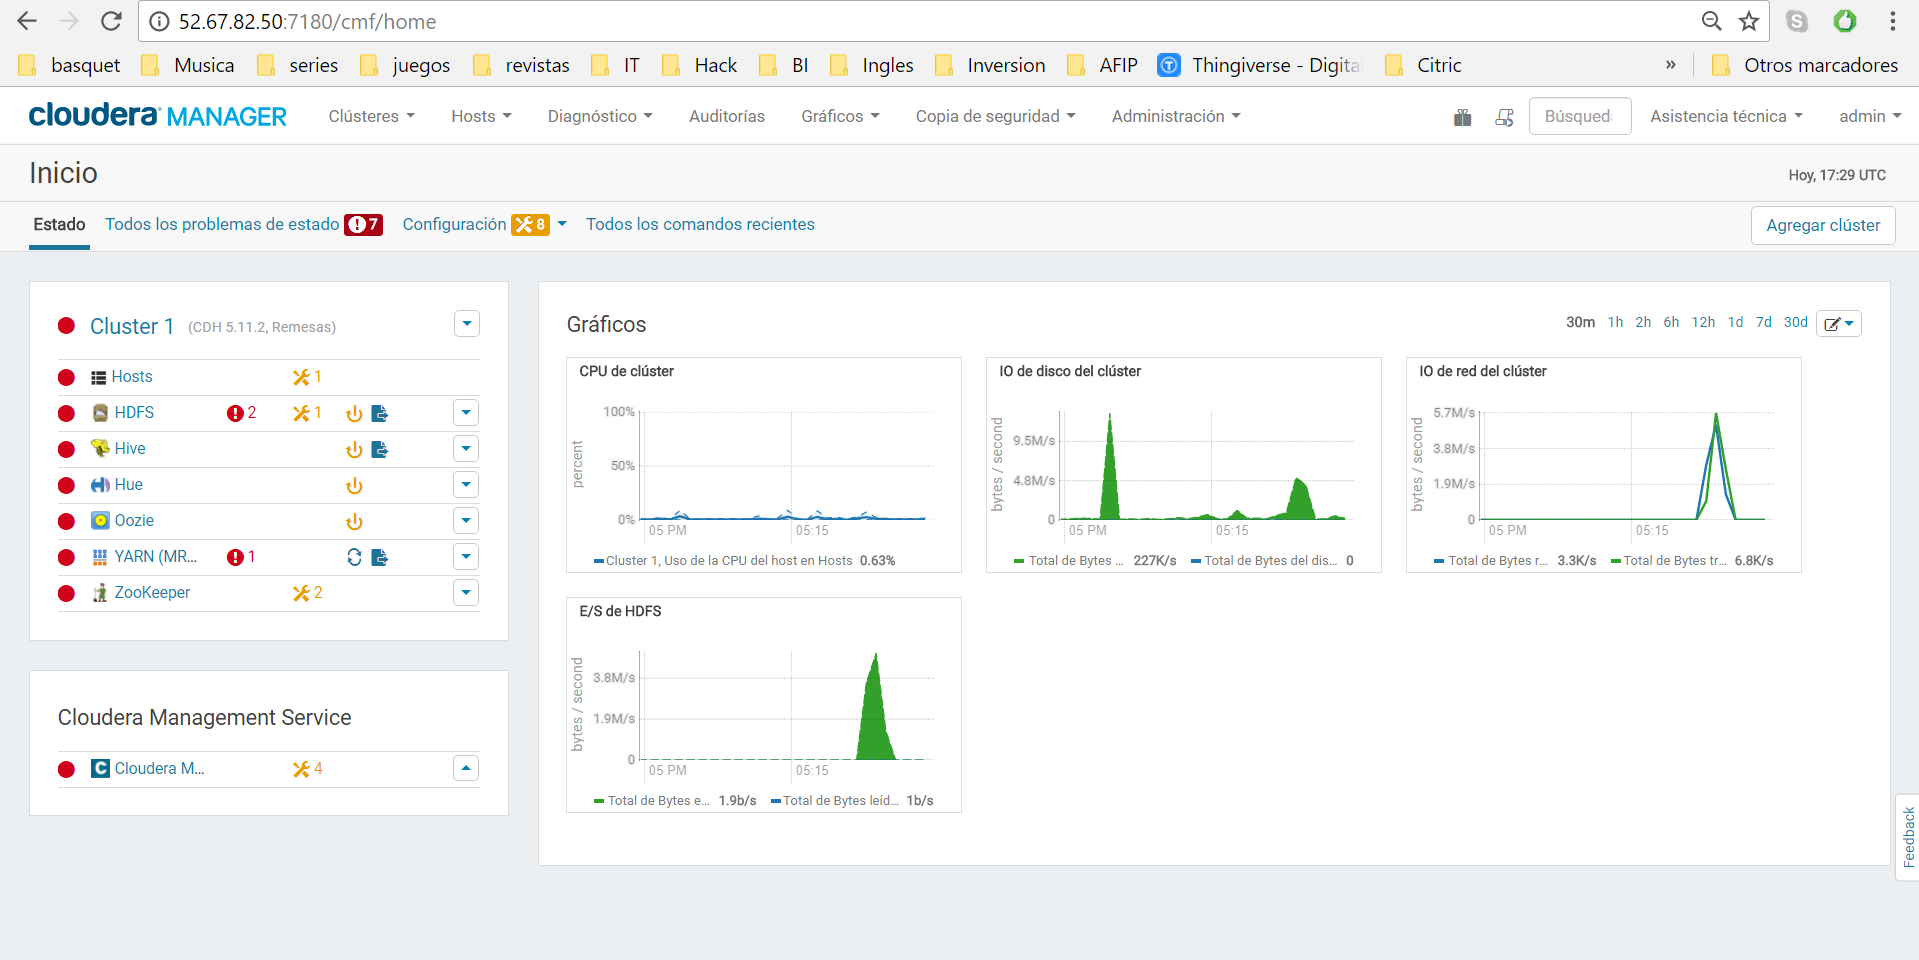 52.67.82.50:7180/cmf/home
basquet Musica series juegos revistas IT Hack BI Ingles Inversion AFIP Thingiverse - Digita Citric » Otros marcadores
cloudera MANAGER Clústeres Hosts Diagnóstico Auditorías Gráficos Copia de seguridad Administración Búsqueda Asistencia técnica admin
Inicio
Hoy, 17:29 UTC
Estado Todos los problemas de estado 7 Configuración 8 Todos los comandos recientes Agregar clúster
Cluster 1 (CDH 5.11.2, Remesas)
Hosts 1
HDFS 2 1
Hive
Hue
Oozie
YARN (MR... 1
ZooKeeper 2
Cloudera Management Service
Cloudera M... 4
Gráficos
30m 1h 2h 6h 12h 1d 7d 30d
CPU de clúster
percent
100%
50%
0%
05 PM 05:15
Cluster 1, Uso de la CPU del host en Hosts 0.63%
IO de disco del clúster
bytes / second
9.5M/s
4.8M/s
0
05 PM 05:15
Total de Bytes ... 227K/s Total de Bytes del dis... 0
IO de red del clúster
bytes / second
5.7M/s
3.8M/s
1.9M/s
0
05 PM 05:15
Total de Bytes r... 3.3K/s Total de Bytes tr... 6.8K/s
E/S de HDFS
bytes / second
3.8M/s
1.9M/s
0
05 PM 05:15
Total de Bytes e... 1.9b/s Total de Bytes leíd... 1b/s
Feedback